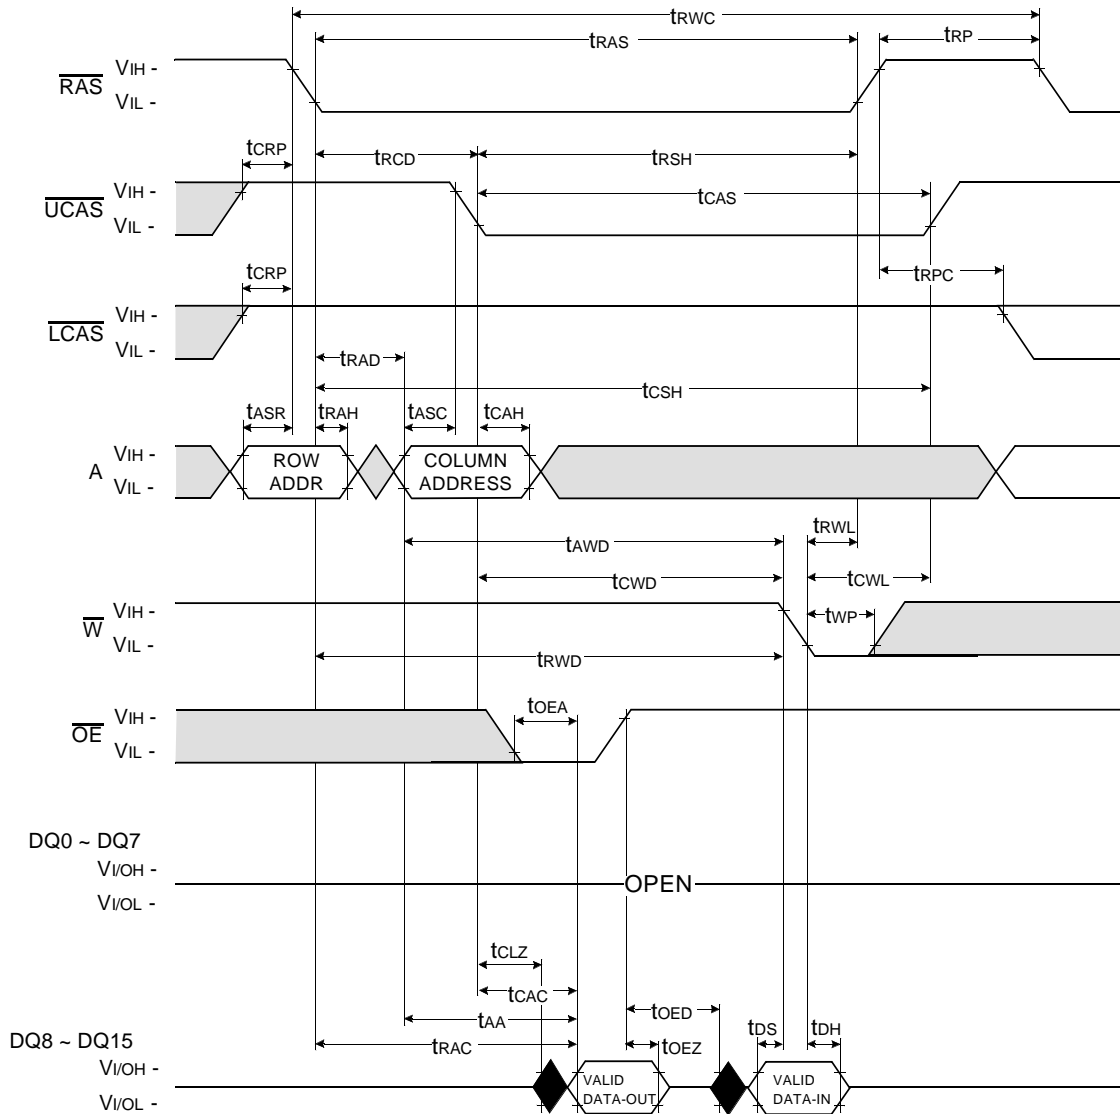 tRWC
tRAS
tRP
RAS
VIH -
VIL -
tCRP
tRCD
tRSH
UCAS
VIH -
VIL -
tCAS
tCRP
tRPC
LCAS
VIH -
VIL -
tRAD
tCSH
tASR
tRAH
tASC
tCAH
A
VIH -
VIL -
ROW
ADDR
COLUMN
ADDRESS
tRWL
tAWD
tCWD
tCWL
W
VIH -
VIL -
tWP
tRWD
OE
VIH -
VIL -
tOEA
DQ0 ~ DQ7
VI/OH -
OPEN
VI/OL -
tCLZ
tCAC
tAA
tOED
DQ8 ~ DQ15
tRAC
tOEZ
tDS
tDH
VI/OH -
VI/OL -
VALID
DATA-OUT
VALID
DATA-IN